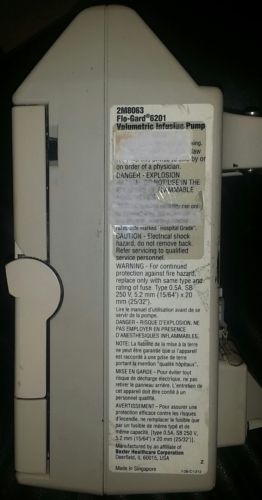 2M8063
Flo-Gard® 6201
Volumetric Infusion Pump
law
by or
on order of a physician.
DANGER - EXPLOSION
NOT USE IN THE
FLAMMABLE
marked "Hospital Grade".
CAUTION - Electrical shock
hazard, do not remove back.
Refer servicing to qualified
service personnel.
WARNING - For continued
protection against fire hazard,
replace only with same type and
rating of fuse. Type 0.5A, SB
250 V, 5.2 mm (15/64") x 20
mm (25/32").
Lire le manual d'utilisation avant de se
servir de la pompe.
DANGER - RISQUE D'EXPLOSION. NE
PAS EMPLOYER EN PRESENCE
D'ANESTHESIQUES INFLAMMABLES.
NOTE: La fiabilité de la mise à la terre
ne peut être garantie que si l'appareil
est raccordé à une prise de terre
portant la mention "qualité hôpitaux".
MISE EN GARDE - Pour éviter tout
risque de décharge électrique, ne pas
retirer le panneau arrière. L'entretien de
cet appareil doit être confié à un
personnel qualifié.
AVERTISSEMENT - Pour assurer une
protection efficace contre les risques
d'incendie, ne remplacer le fusible que
par un fusible de même type et de
même capacité. [type 0.5A, SB 250 V,
5.2 mm (15/64") x 20 mm (25/32")].
Manufactured by an affiliate of
Baxter Healthcare Corporation
Deerfield, IL 60015, USA
Made in Singapore
Z